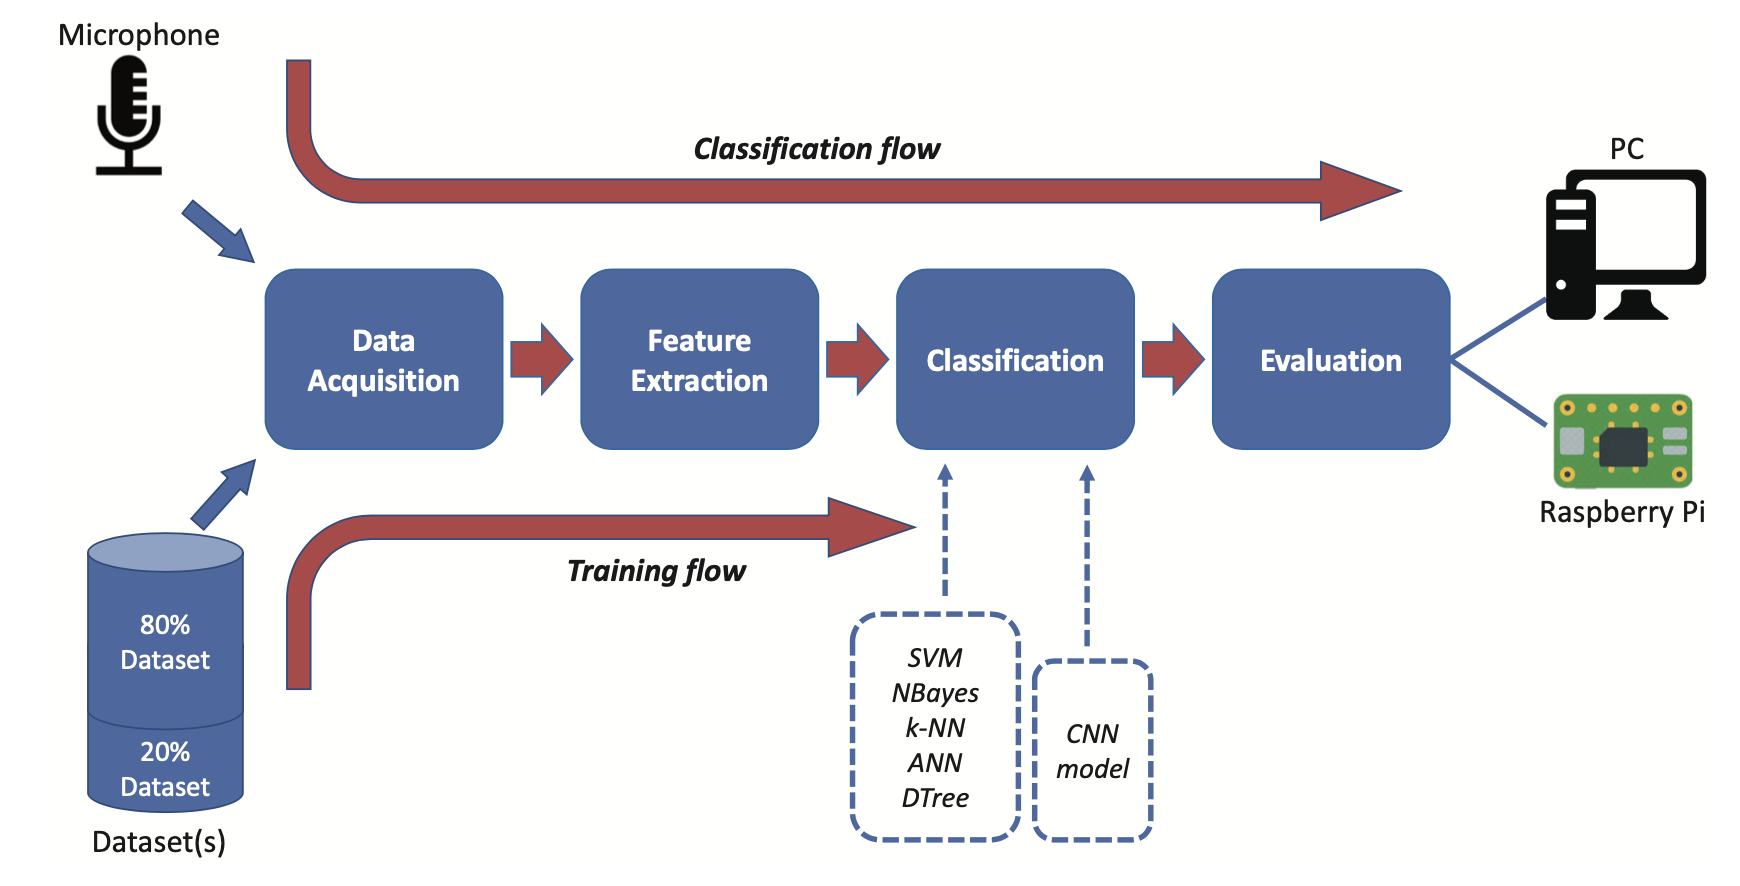 Microphone
Classification flow
PC
Data
Acquisition
Feature
Extraction
Classification
Evaluation
Raspberry Pi
Training flow
80%
Dataset
20%
Dataset
Dataset(s)
SVM
NBayes
k-NN
ANN
DTree
CNN
model